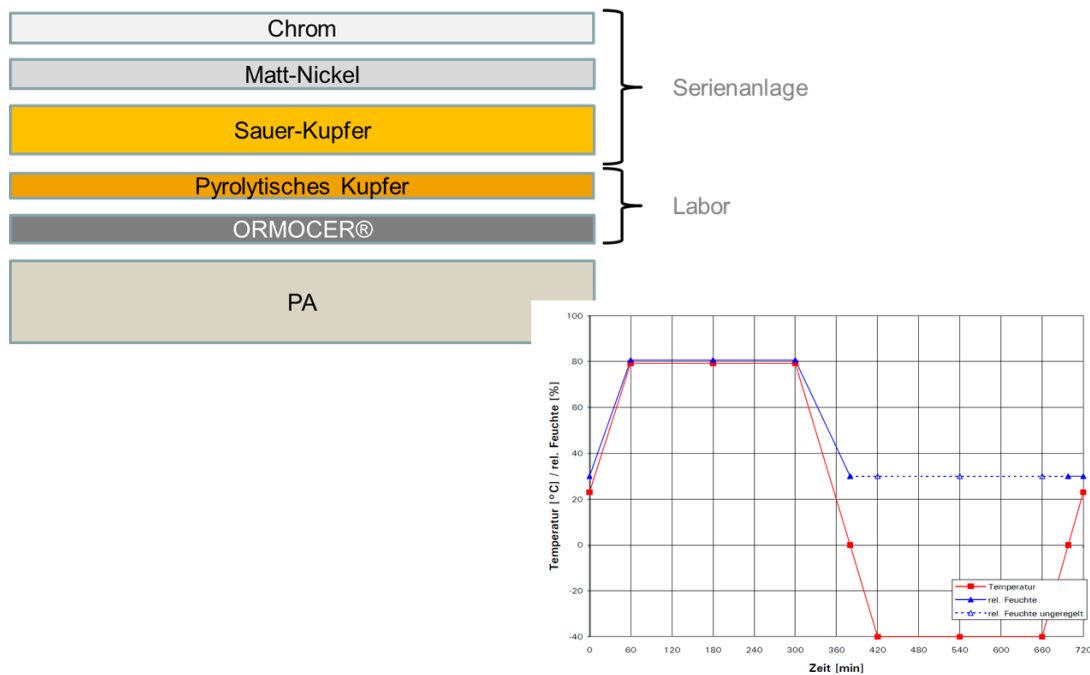 Chrom
Matt-Nickel
Sauer-Kupfer
Serienanlage
Pyrolytisches Kupfer
ORMOCER®
Labor
PA
Temperatur [°C] / rel. Feuchte [%]
100
80
60
40
20
0
-20
-40
Temperatur
rel. Feuchte
rel. Feuchte ungeregelt
0 60 120 180 240 300 360 420 480 540 600 660 720
Zeit [min]